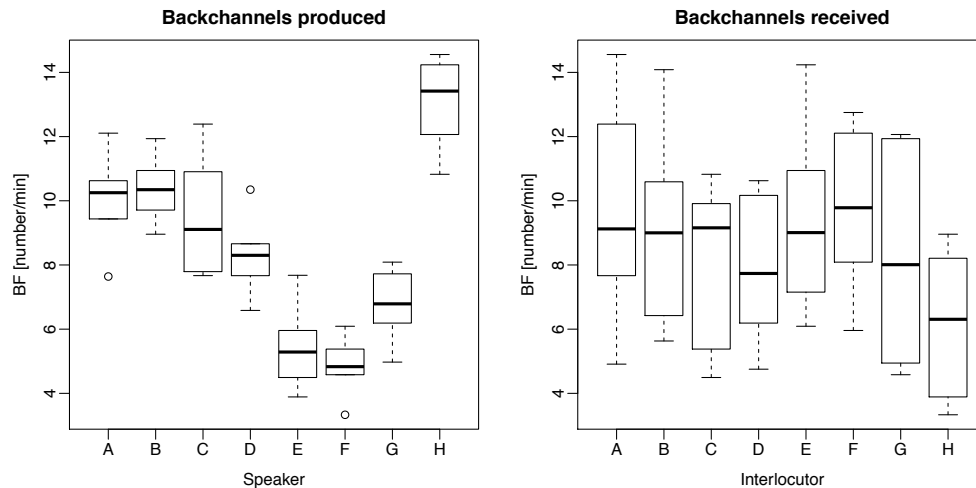 Backchannels produced
BF [number/min]
14
12
10
8
6
4
A B C D E F G H
Speaker
Backchannels received
BF [number/min]
14
12
10
8
6
4
A B C D E F G H
Interlocutor